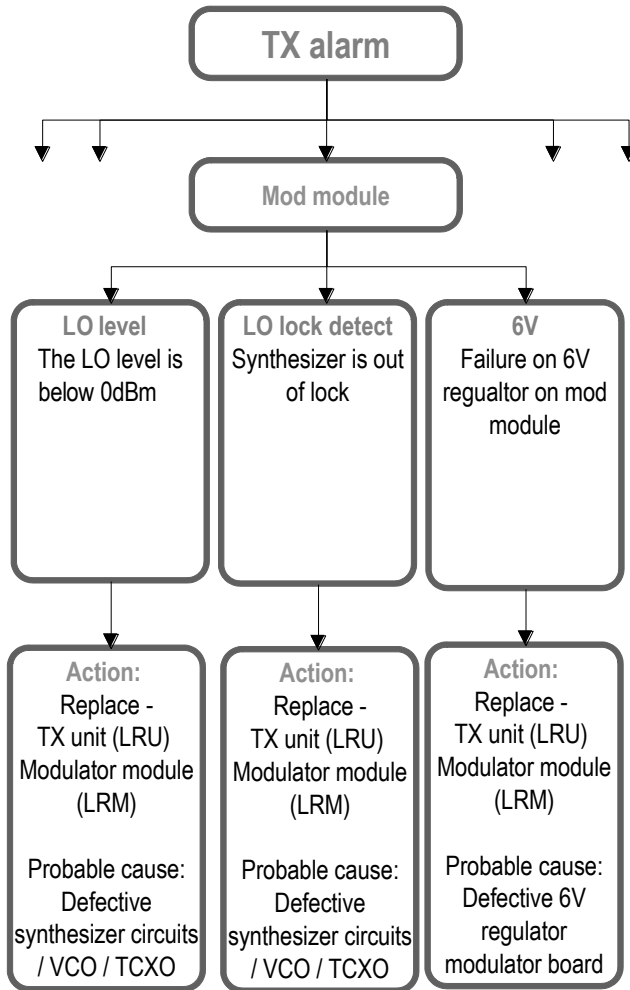 TX alarm
Mod module
LO level
The LO level is
below 0dBm
LO lock detect
Synthesizer is out
of lock
6V
Failure on 6V
regualtor on mod
module
Action:
Replace -
TX unit (LRU)
Modulator module
(LRM)
Probable cause:
Defective
synthesizer circuits
/ VCO / TCXO
Action:
Replace -
TX unit (LRU)
Modulator module
(LRM)
Probable cause:
Defective
synthesizer circuits
/ VCO / TCXO
Action:
Replace -
TX unit (LRU)
Modulator module
(LRM)
Probable cause:
Defective 6V
regulator
modulator board